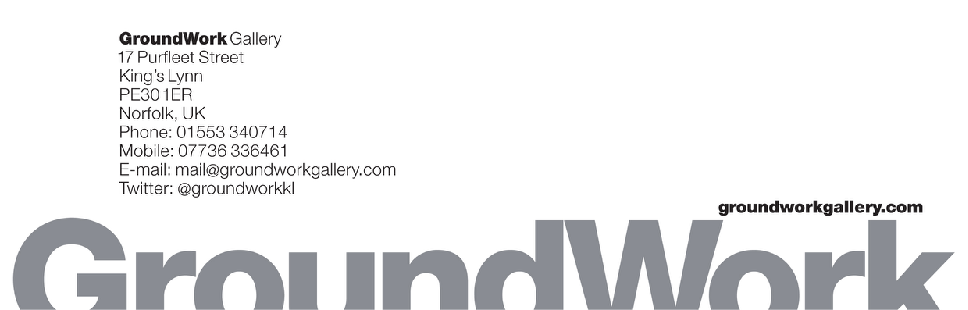 GroundWork Gallery
17 Purfleet Street
King's Lynn
PE30 1ER
Norfolk, UK
Phone: 01553 340714
Mobile: 07736 336461
E-mail: mail@groundworkgallery.com
Twitter: @groundworkkl
groundworkgallery.com
GroundWork